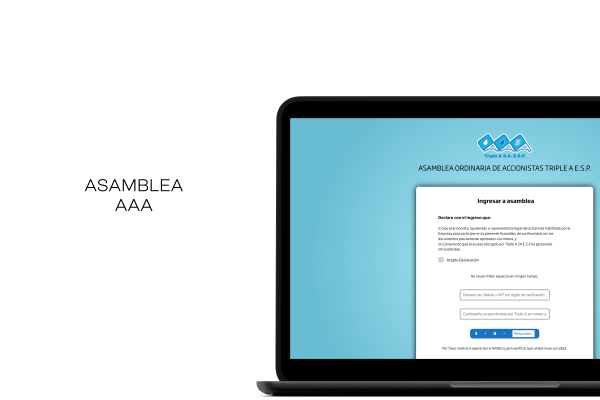 ASAMBLEA
AAA
Triple A S.A. E.S.P.
ASAMBLEA ORDINARIA DE ACCIONISTAS TRIPLE A E.S.P.
Ingresar a asamblea
Declaro con el ingreso que:
(i) Soy el accionista, apoderado o representante legal del accionista habilitado por la
Empresa para participar en la presente Asamblea, de conformidad con los
documentos previamente aportados a la misma, y
(ii) Comprendo que el acceso otorgado por Triple A S.A E.S.P es personal e
intransferible.
Acepto Declaración
No se permiten espacios en ningún campo.
Número de Cédula o NIT sin dígito de verificación
Contraseña proporcionada por Triple A en correo
Respuesta
Por favor realice la operación aritmética para verificar que usted no es un robot